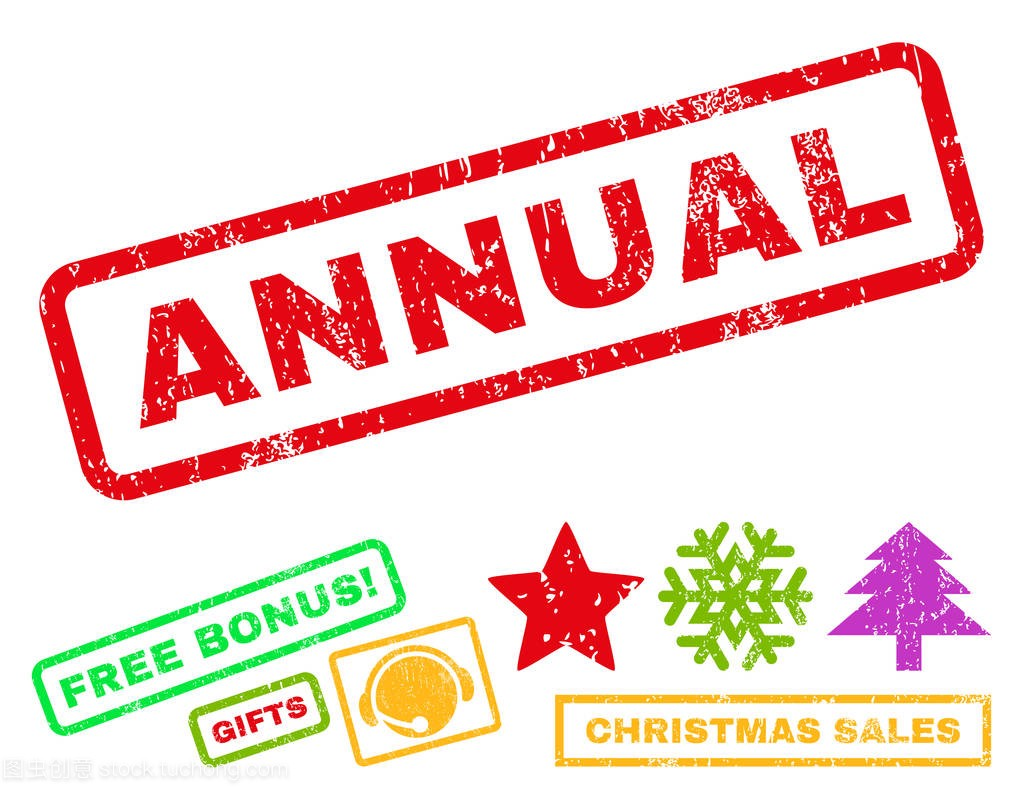 ANNUAL
FREE BONUS!
GIFTS
CHRISTMAS SALES
图虫创意 stock.tuchong.com